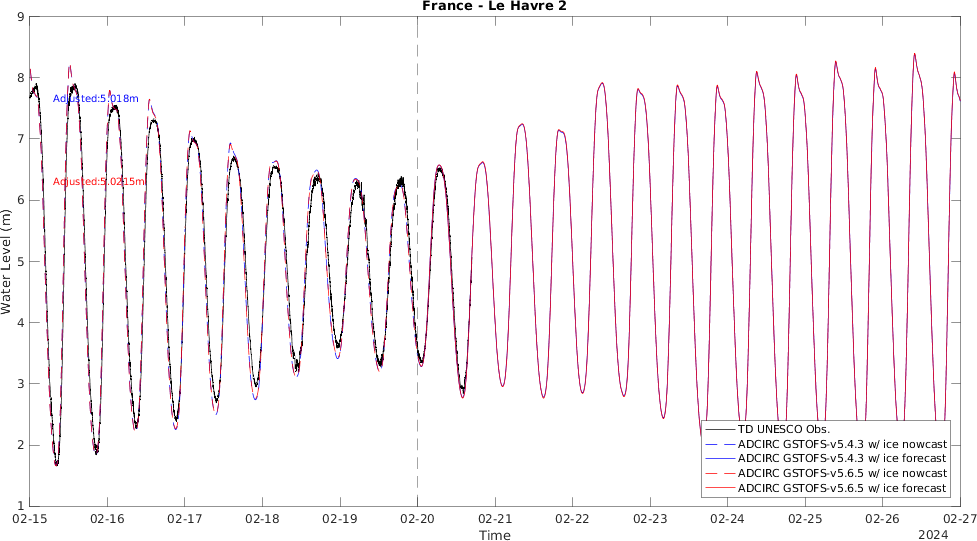 France - Le Havre 2
9
8
7
6
5
4
3
2
1
Water Level (m)
Adjusted:5.018m
Adjusted:5.0215m
TD UNESCO Obs.
ADCIRC GSTOFS-v5.4.3 w/ ice nowcast
ADCIRC GSTOFS-v5.4.3 w/ ice forecast
ADCIRC GSTOFS-v5.6.5 w/ ice nowcast
ADCIRC GSTOFS-v5.6.5 w/ ice forecast
02-15 02-16 02-17 02-18 02-19 02-20 02-21 02-22 02-23 02-24 02-25 02-26 02-27
Time
2024